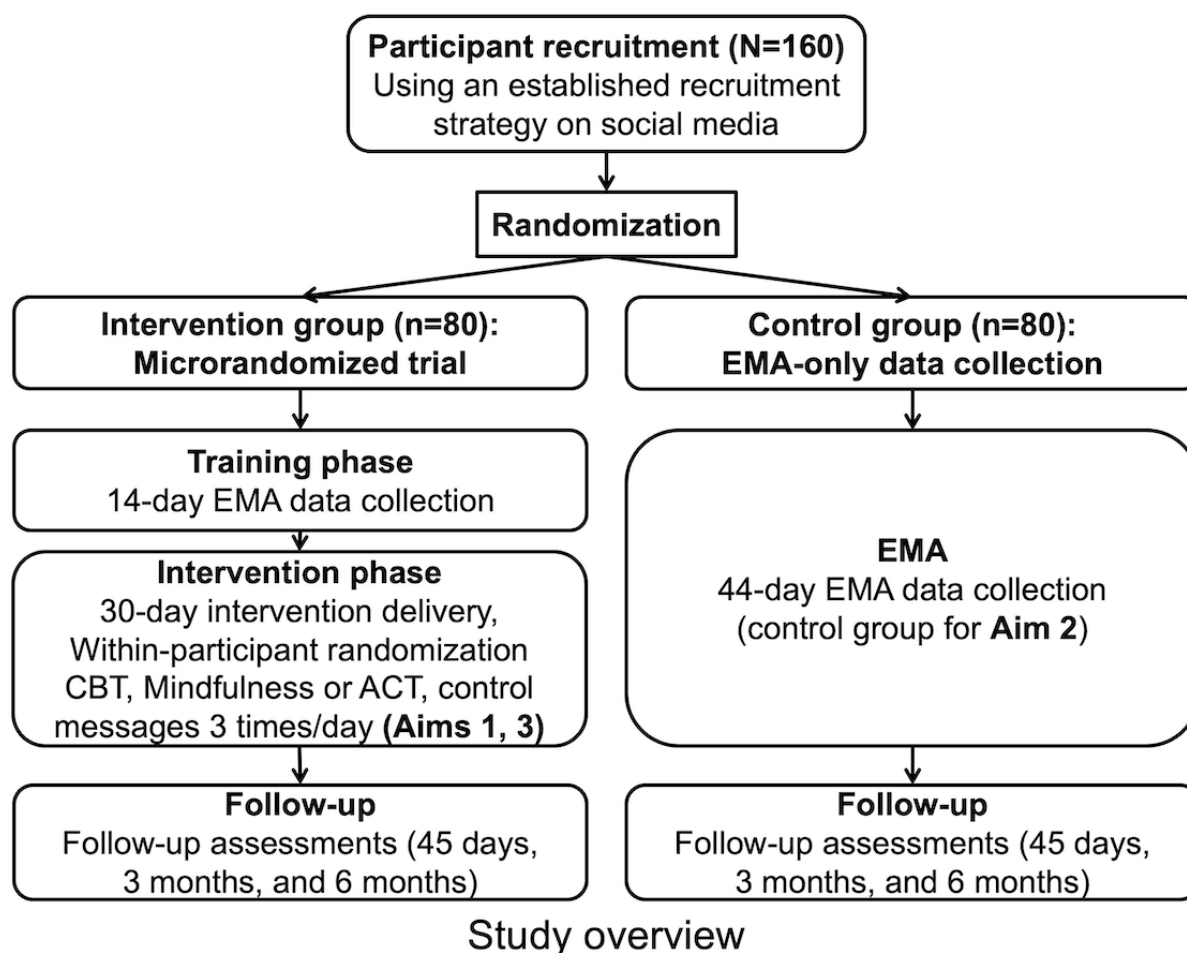 Participant recruitment (N=160)
Using an established recruitment
strategy on social media
Randomization
Intervention group (n=80):
Microrandomized trial
Control group (n=80):
EMA-only data collection
Training phase
14-day EMA data collection
Intervention phase
30-day intervention delivery,
Within-participant randomization
CBT, Mindfulness or ACT, control
messages 3 times/day (Aims 1, 3)
EMA
44-day EMA data collection
(control group for Aim 2)
Follow-up
Follow-up assessments (45 days,
3 months, and 6 months)
Follow-up
Follow-up assessments (45 days,
3 months, and 6 months)
Study overview